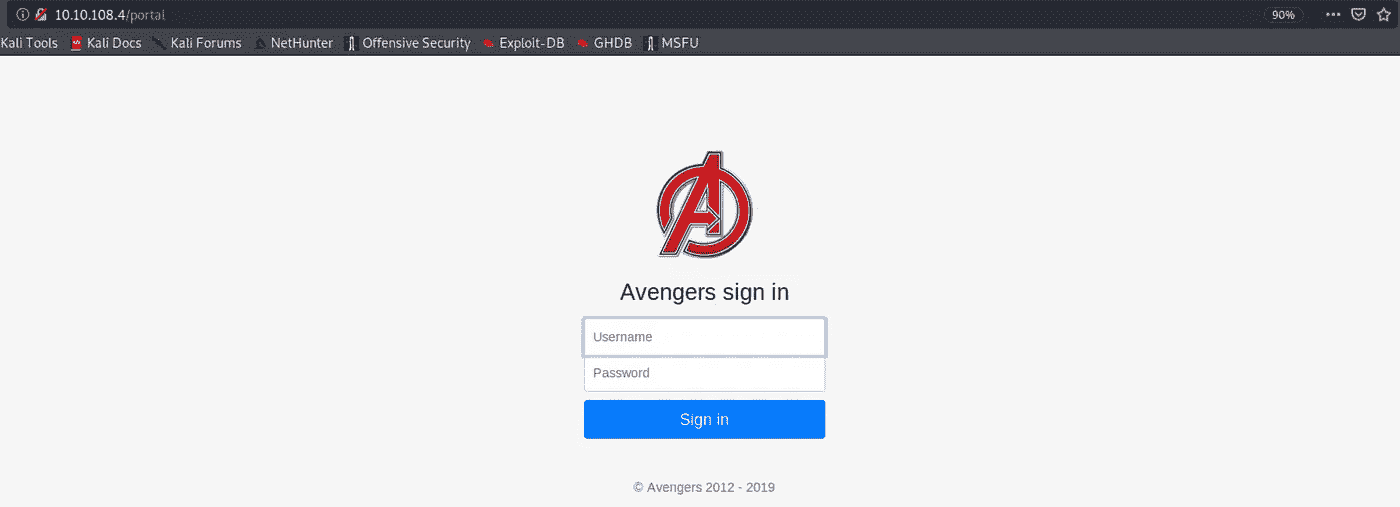 10.10.108.4/portal 90%
Kali Tools Kali Docs Kali Forums NetHunter Offensive Security Exploit-DB GHDB MSFU
Avengers sign in
Username
Password
Sign in
© Avengers 2012 - 2019